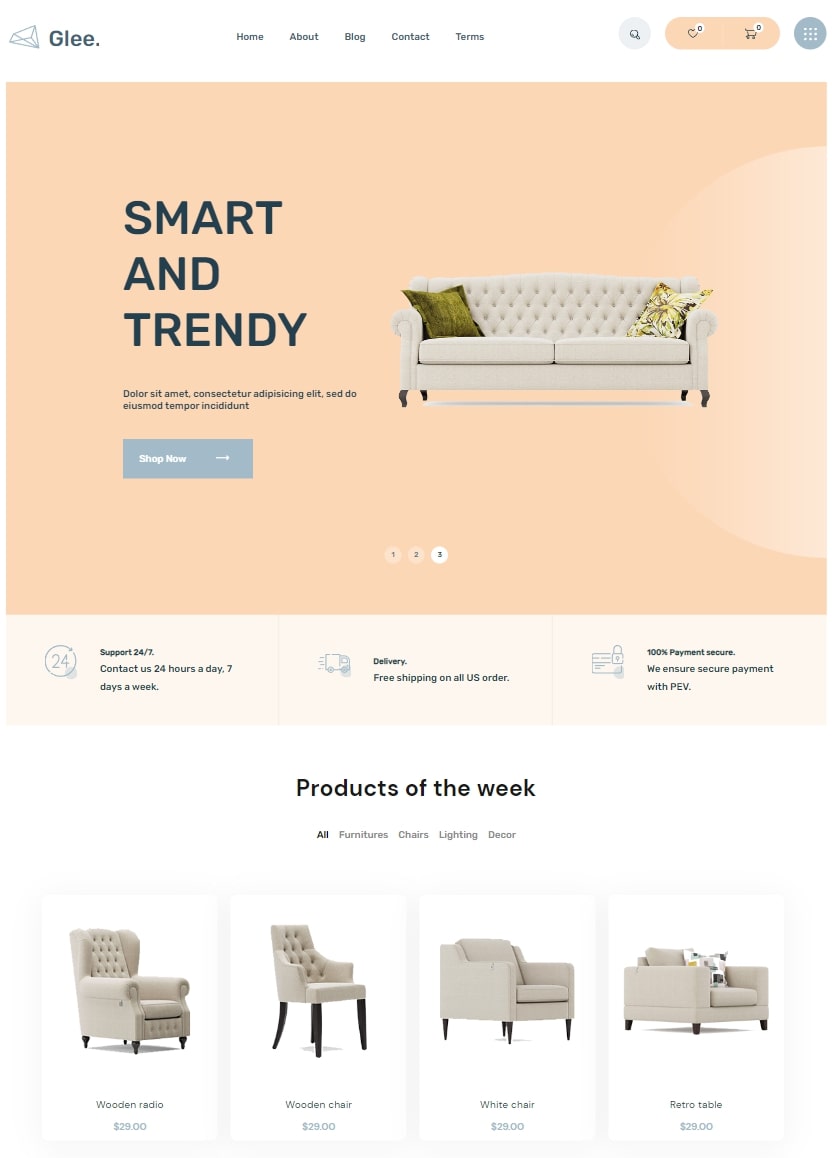 Glee.
Home About Blog Contact Terms
0
0
SMART
AND
TRENDY
Dolor sit amet, consectetur adipisicing elit, sed do
eiusmod tempor incididunt
Shop Now
1 2 3
24
Support 24/7.
Contact us 24 hours a day, 7
days a week.
Delivery.
Free shipping on all US order.
100% Payment secure.
We ensure secure payment
with PEV.
Products of the week
All Furnitures Chairs Lighting Decor
Wooden radio
$29.00
Wooden chair
$29.00
White chair
$29.00
Retro table
$29.00